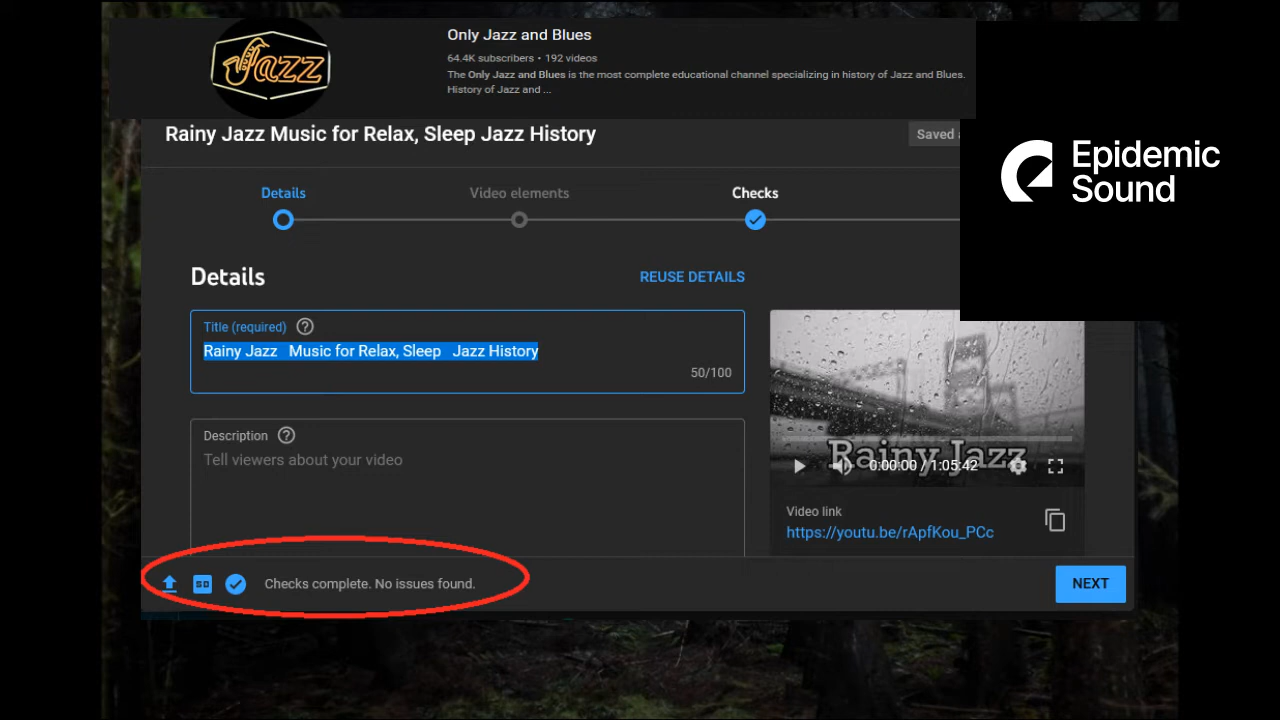 Jazz
Only Jazz and Blues
64.4K subscribers • 192 videos
The Only Jazz and Blues is the most complete educational channel specializing in history of Jazz and Blues.
History of Jazz and ...
Rainy Jazz Music for Relax, Sleep Jazz History
Saved
Epidemic
Sound
Details
Video elements
Checks
Details
REUSE DETAILS
Title (required)
Rainy Jazz Music for Relax, Sleep Jazz History
50/100
Description
Tell viewers about your video
Rainy Jazz
0:00:00 / 1:05:42
Video link
https://youtu.be/rApfKou_PCc
SD
Checks complete. No issues found.
NEXT